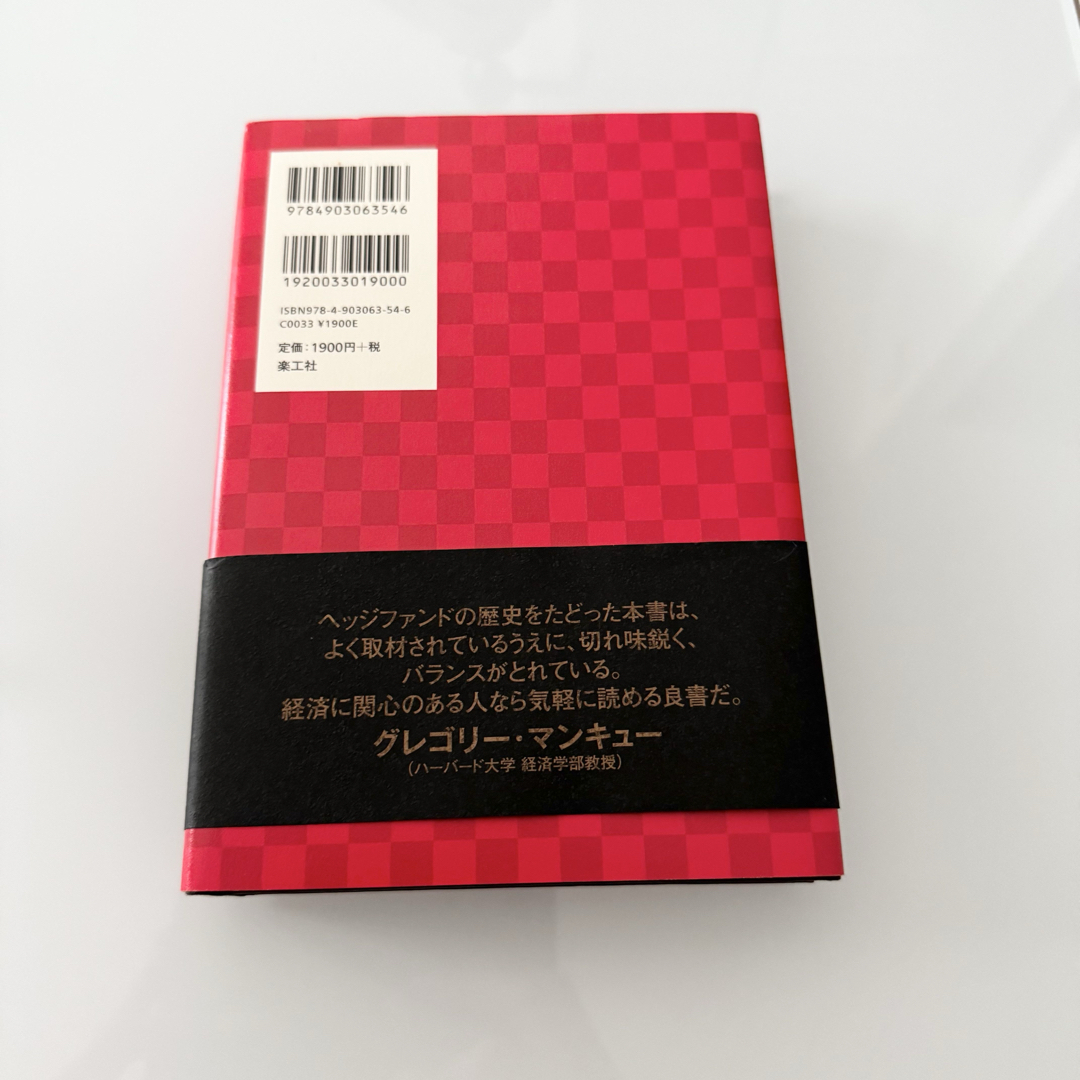 9784903063546
1920033019000
ISBN978-4-903063-54-6
C0033 ¥1900E
定価：1900円＋税
楽工社
ヘッジファンドの歴史をたどった本書は、
よく取材されているうえに、切れ味鋭く、
バランスがとれている。
経済に関心のある人なら気軽に読める良書だ。
グレゴリー・マンキュー
（ハーバード大学 経済学部教授）